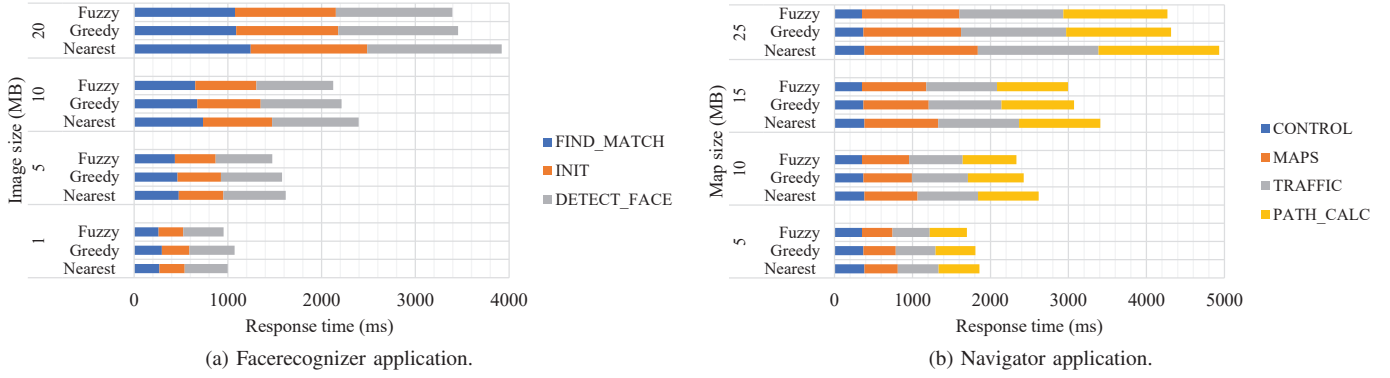 Image size (MB)
20
Fuzzy
Greedy
Nearest
10
Fuzzy
Greedy
Nearest
5
Fuzzy
Greedy
Nearest
1
Fuzzy
Greedy
Nearest
0 1000 2000 3000 4000
Response time (ms)
FIND_MATCH
INIT
DETECT_FACE
(a) Facerecognizer application.
Map size (MB)
25
Fuzzy
Greedy
Nearest
15
Fuzzy
Greedy
Nearest
10
Fuzzy
Greedy
Nearest
5
Fuzzy
Greedy
Nearest
0 1000 2000 3000 4000 5000
Response time (ms)
CONTROL
MAPS
TRAFFIC
PATH_CALC
(b) Navigator application.